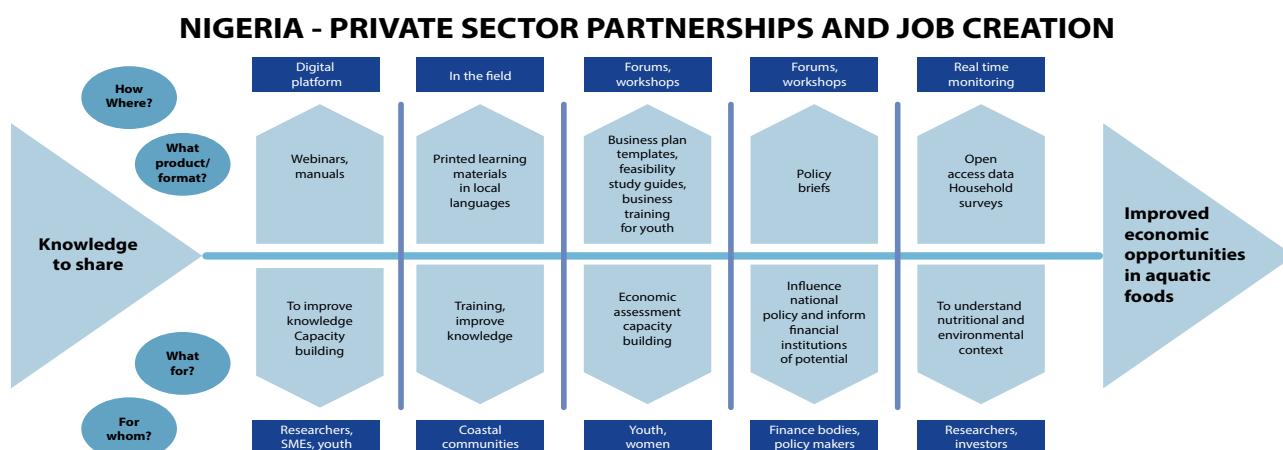 NIGERIA - PRIVATE SECTOR PARTNERSHIPS AND JOB CREATION
How
Where?
Digital
platform
In the field
Forums,
workshops
Forums,
workshops
Real time
monitoring
What
product/
format?
Webinars,
manuals
Printed learning
materials
in local
languages
Business plan
templates,
feasibility
study guides,
business
training
for youth
Policy
briefs
Open
access data
Household
surveys
Knowledge
to share
Improved
economic
opportunities
in aquatic
foods
What
for?
To improve
knowledge
Capacity
building
Training,
improve
knowledge
Economic
assessment
capacity
building
Influence
national
policy and inform
financial
institutions
of potential
To understand
nutritional and
environmental
context
For
whom?
Researchers,
SMEs, youth
Coastal
communities
Youth,
women
Finance bodies,
policy makers
Researchers,
investors